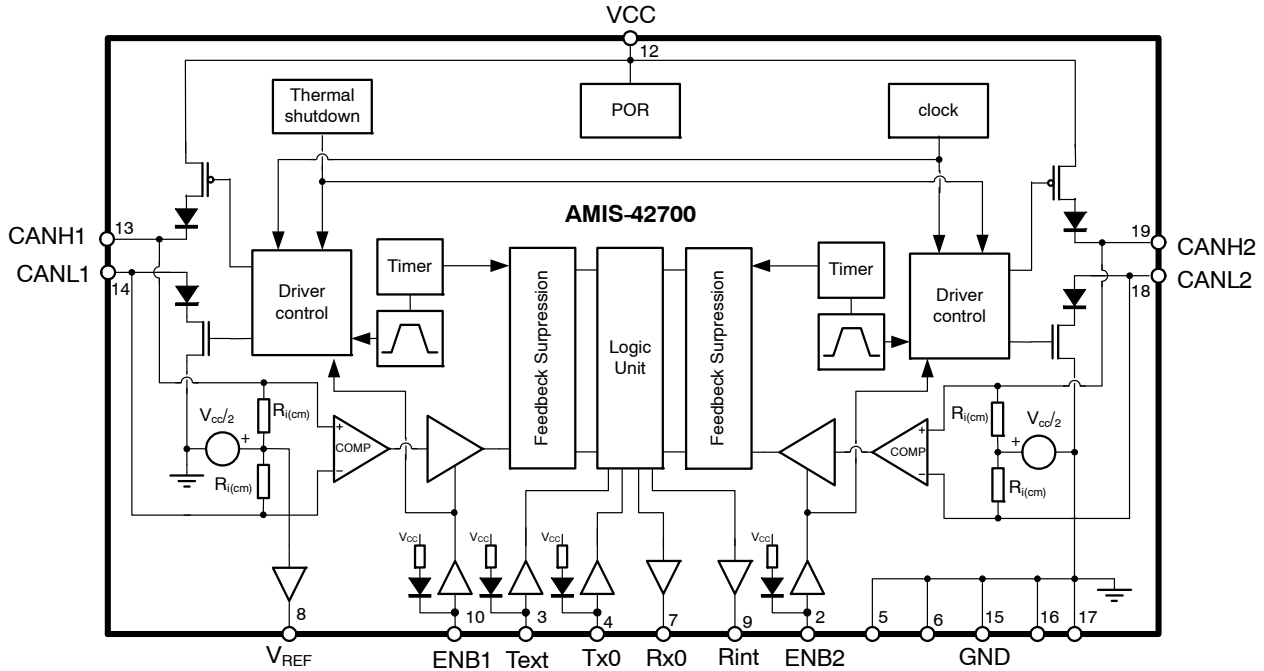 VCC
12
Thermal
shutdown
POR
clock
AMIS-42700
13
CANH1
CANL1
14
19
CANH2
CANL2
18
Driver
control
Timer
Feedbeck Surpression
Logic
Unit
Feedbeck Surpression
Timer
Driver
control
Vcc/2
+
Ri(cm)
Ri(cm)
+
COMP
−
+
COMP
−
Ri(cm)
Ri(cm)
Vcc/2
+
VCC
VCC
VCC
VCC
8
10
3
4
7
9
2
5
6
15
16
17
VREF
ENB1
Text
Tx0
Rx0
Rint
ENB2
GND